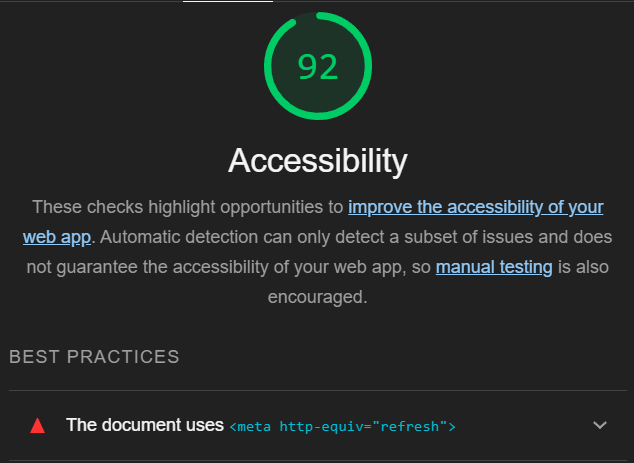 92
Accessibility
These checks highlight opportunities to improve the accessibility of your
web app. Automatic detection can only detect a subset of issues and does
not guarantee the accessibility of your web app, so manual testing is also
encouraged.
BEST PRACTICES
The document uses <meta http-equiv="refresh">